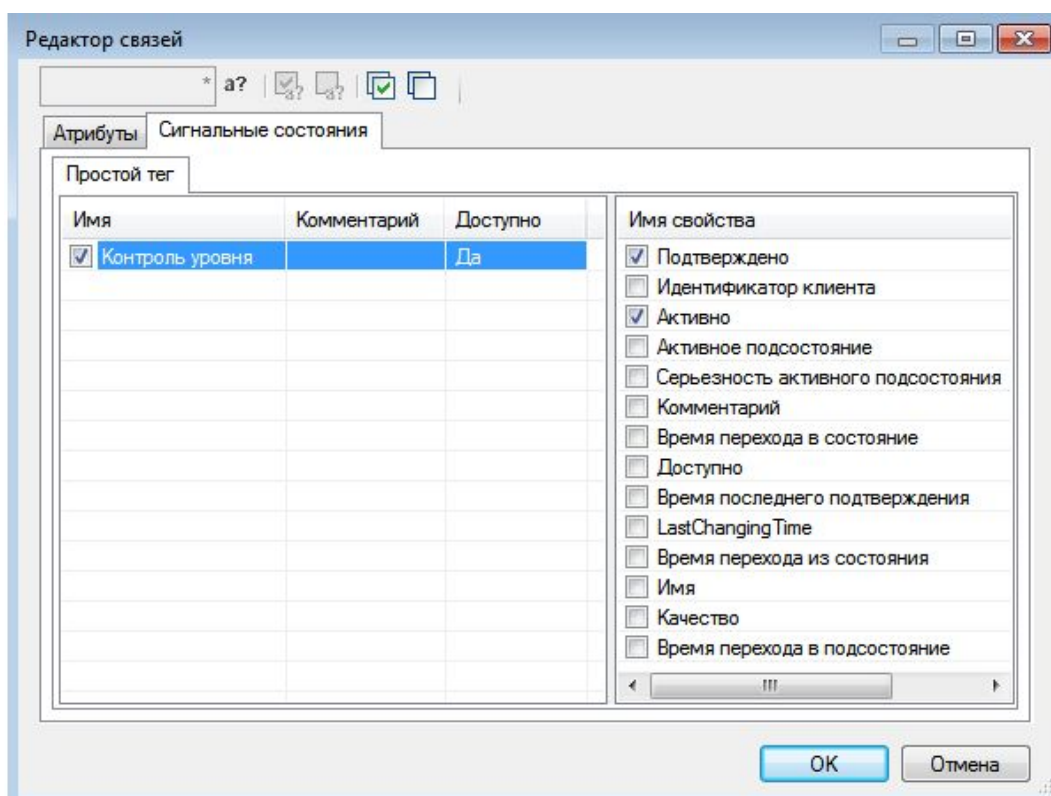 Редактор связей
* a?
a? a?
Атрибуты Сигнальные состояния
Простой тег
Имя Комментарий Доступно Имя свойства
Контроль уровня Да Подтверждено
Идентификатор клиента
Активно
Активное подсостояние
Серьезность активного подсостояния
Комментарий
Время перехода в состояние
Доступно
Время последнего подтверждения
LastChangingTime
Время перехода из состояния
Имя
Качество
Время перехода в подсостояние
OK Отмена